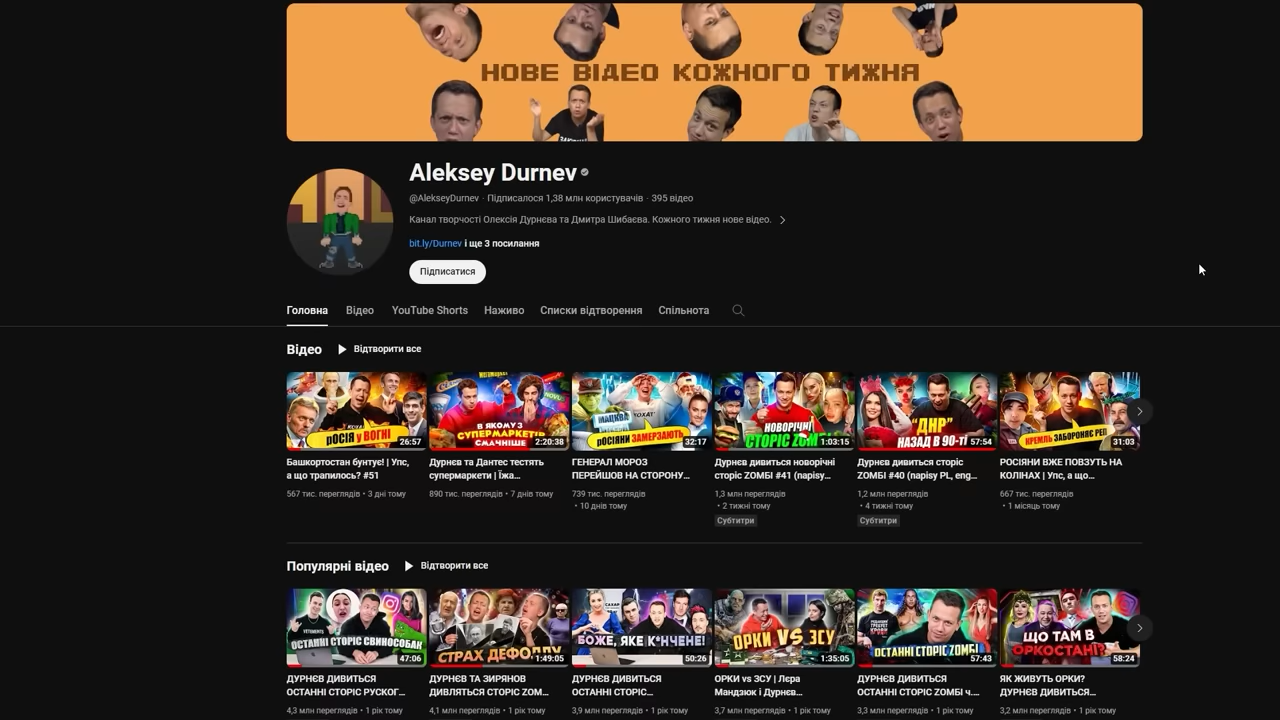 НОВЕ ВІДЕО КОЖНОГО ТИЖНЯ
Aleksey Durnev
@AlekseyDurnev · Підписалося 1,38 млн користувачів · 395 відео
Канал творчості Олексія Дурнєва та Дмитра Шибаєва. Кожного тижня нове відео.
bit.ly/Durnev і ще 3 посилання
Підписатися
Головна Відео YouTube Shorts Наживо Списки відтворення Спільнота
Відео Відтворити все
РОСІЯ У ВОГНІ
26:57
В ЯКОМУ З
СУПЕРМАРКЕТІВ
СМАЧНІШЕ
2:20:38
РОСІЯНИ ЗАМЕРЗАЮТЬ
32:17
НОВОРІЧНІ
СТОРІС ZОМБІ
1:03:15
"ДНР"
НАЗАД В 90-ТІ
57:54
КРЕМЛЬ ЗАБОРОНЯЄ РЕП
31:03
Башкортостан бунтує! | Упс,
а що трапилось? #51
567 тис. переглядів · 3 дні тому
Дурнєв та Дантес тестять
супермаркети | Їжа...
890 тис. переглядів · 7 днів тому
ГЕНЕРАЛ МОРОЗ
ПЕРЕЙШОВ НА СТОРОНУ...
739 тис. переглядів
· 10 днів тому
Дурнєв дивиться новорічні
сторіс ZОМБІ #41 (napisy...
1,3 млн переглядів
· 2 тижні тому
Субтитри
Дурнєв дивиться сторіс
ZОМБІ #40 (napisy PL, eng...
1,2 млн переглядів
· 4 тижні тому
Субтитри
РОСІЯНИ ВЖЕ ПОВЗУТЬ НА
КОЛІНАХ | Упс, а що...
667 тис. переглядів
· 1 місяць тому
Популярні відео Відтворити все
ОСТАННІ СТОРІС СВИНОСОБАК
47:06
СТРАХ ДЕФОЛТУ
1:49:05
БОЖЕ, ЯКЕ К*НЧЕНЕ!
50:26
ОРКИ VS ЗСУ
1:35:05
ОСТАННІ СТОРІС ZОМБІ
57:43
ЩО ТАМ В
ОРКОСТАНІ?
58:24
ДУРНЄВ ДИВИТЬСЯ
ОСТАННІ СТОРІС РУСКОГ...
4,3 млн переглядів · 1 рік тому
ДУРНЄВ ТА ЗИРЯНОВ
ДИВЛЯТЬСЯ СТОРІС ZОМ...
4,1 млн переглядів · 1 рік тому
ДУРНЄВ ДИВИТЬСЯ
ОСТАННІ СТОРІС...
3,9 млн переглядів · 1 рік тому
ОРКИ vs ЗСУ | Лєра
Мандзюк і Дурнєв...
3,7 млн переглядів · 1 рік тому
ДУРНЄВ ДИВИТЬСЯ
ОСТАННІ СТОРІС ZОМБІ ч....
3,3 млн переглядів · 1 рік тому
ЯК ЖИВУТЬ ОРКИ?
ДУРНЄВ ДИВИТЬСЯ...
3,2 млн переглядів · 1 рік тому